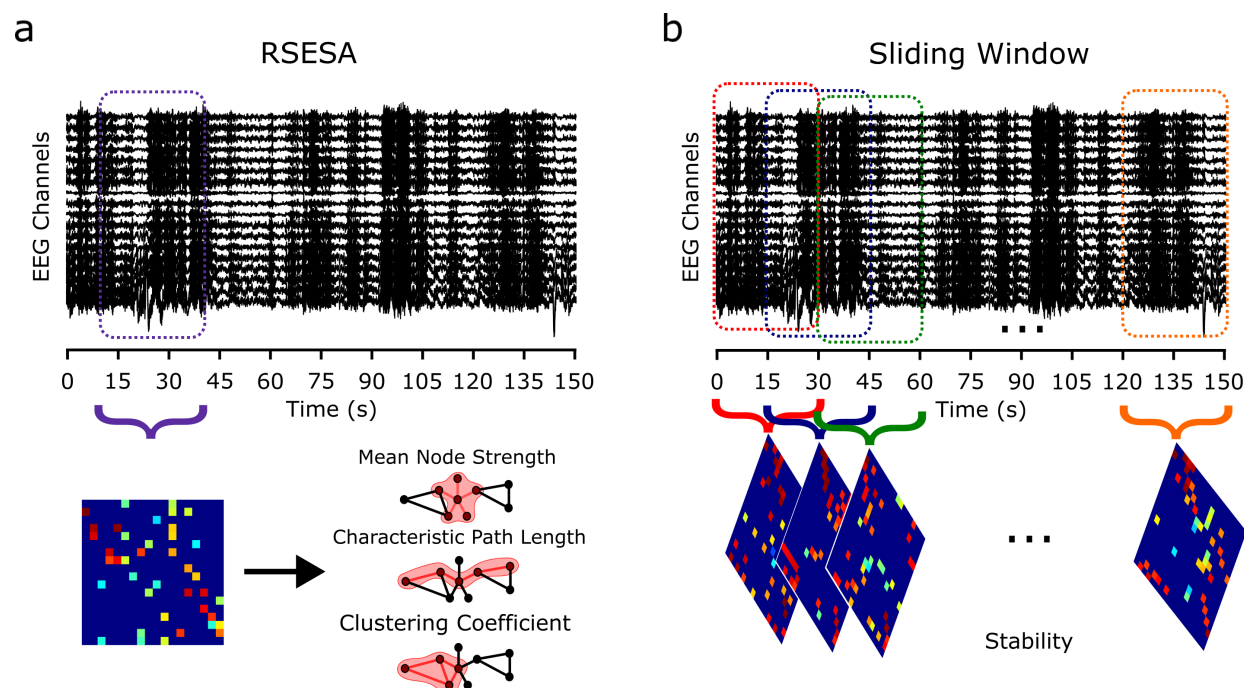 a
RSESA
EEG Channels
0 15 30 45 60 75 90 105 120 135 150
Time (s)
Mean Node Strength
Characteristic Path Length
Clustering Coefficient
b
Sliding Window
EEG Channels
...
0 15 30 45 60 75 90 105 120 135 150
Time (s)
...
Stability